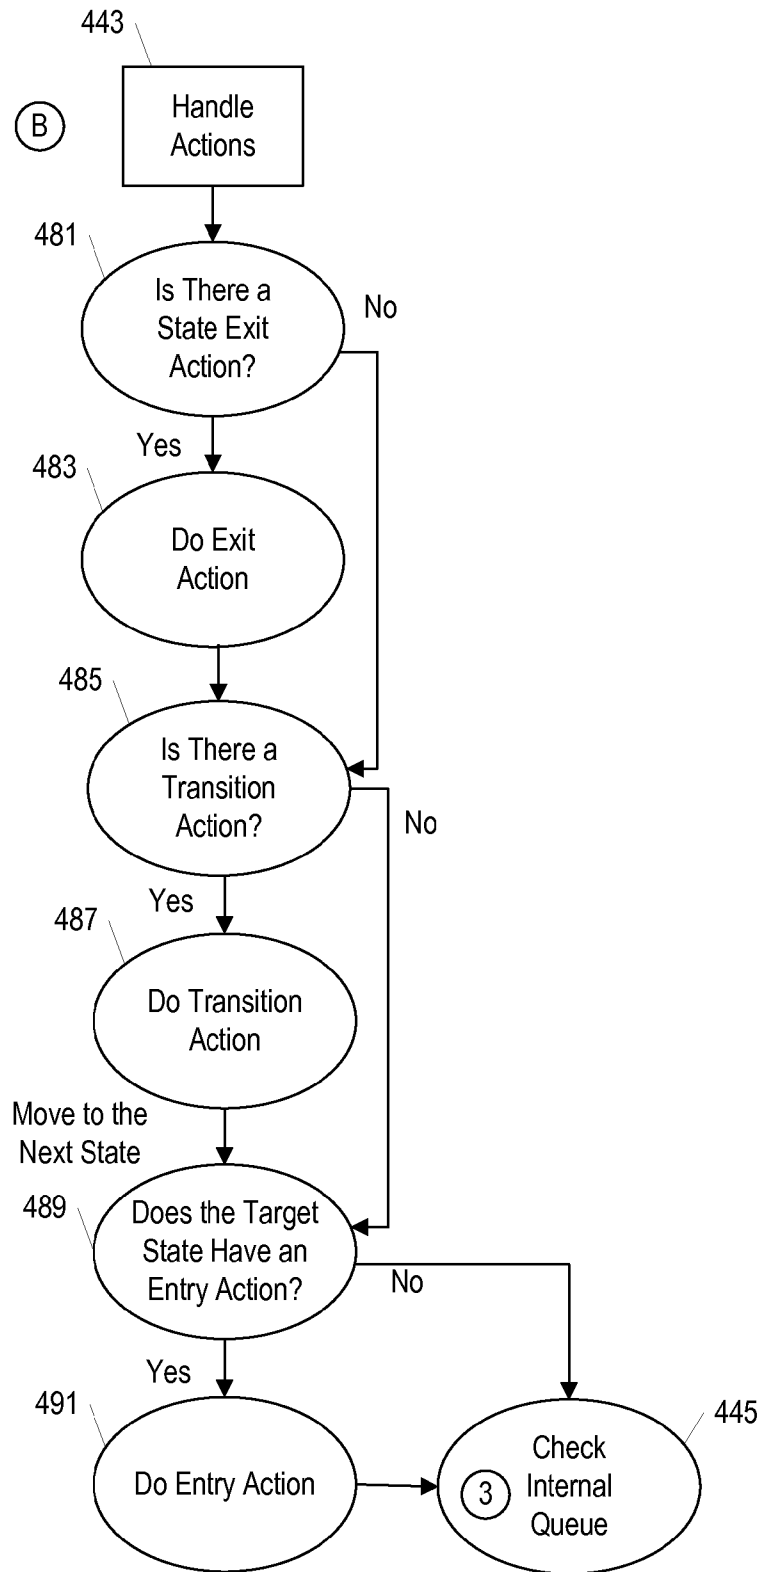 443
B
Handle
Actions
481
Is There a
State Exit
Action?
No
Yes
483
Do Exit
Action
485
Is There a
Transition
Action?
No
Yes
487
Do Transition
Action
Move to the
Next State
489
Does the Target
State Have an
Entry Action?
No
Yes
491
445
Do Entry Action
Check
3 Internal
Queue